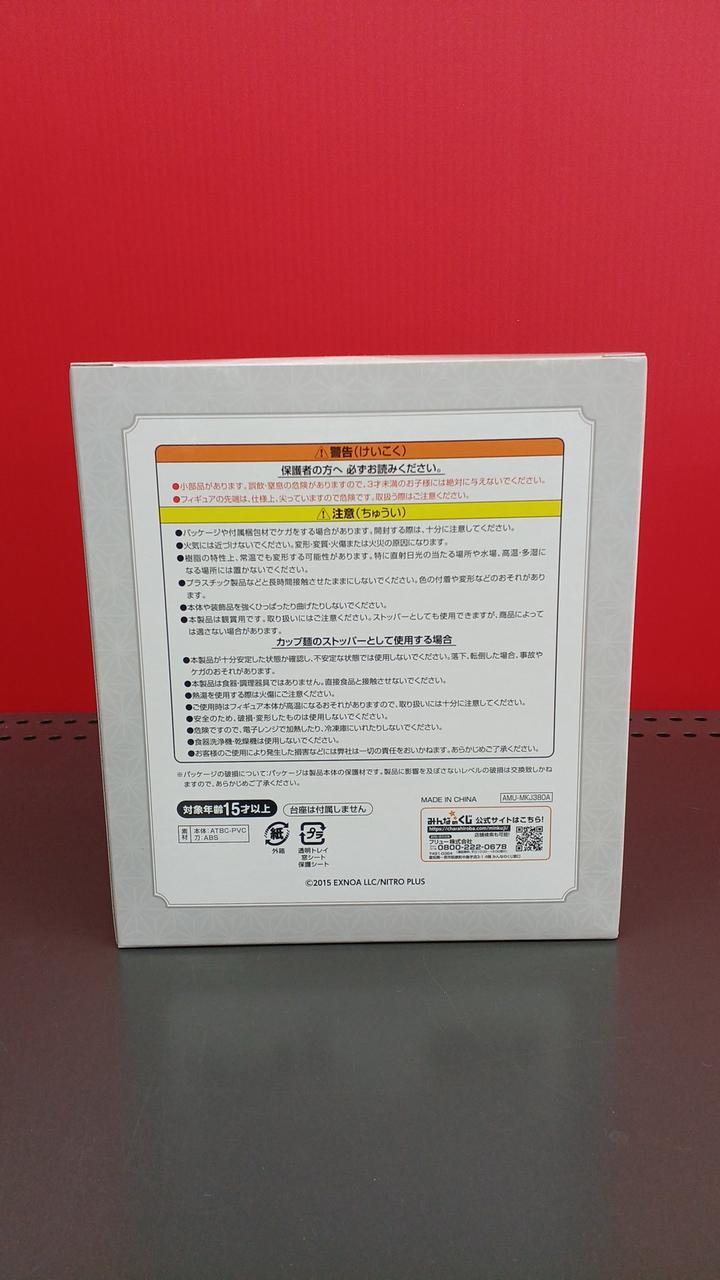 ⚠警告(けいこく)
保護者の方へ 必ずお読みください。
●小部品があります。誤飲・窒息の危険がありますので、3才未満のお子様には絶対に与えないでください。
●フィギュアの先端は、仕様上、尖っていますので危険です。取扱う際はご注意ください。
⚠注意(ちゅうい)
●パッケージや付属梱包材でケガをする場合があります。開封する際は、十分に注意してください。
●火気には近づけないでください。変形・変質・火傷または火災の原因になります。
●樹脂の特性上、常温でも変形する可能性があります。特に直射日光の当たる場所や水場、高温・多湿に
なる場所には置かないでください。
●プラスチック製品などと長時間接触させたままにしないでください。色の付着や変形などのおそれがあり
ます。
●本体や装飾品を強くひっぱったり曲げたりしないでください。
●本製品は観賞用です。取り扱いにはご注意ください。ストッパーとしても使用できますが、商品によって
は適さない場合があります。
カップ麺のストッパーとして使用する場合
●本製品が十分安定した状態か確認し、不安定な状態では使用しないでください。落下、転倒した場合、事故や
ケガのおそれがあります。
●本製品は食器・調理器具ではありません。直接食品と接触させないでください。
●熱湯を使用する際は火傷にご注意ください。
●ご使用時はフィギュア本体が高温になるおそれがありますので、取り扱いには十分に注意してください。
●安全のため、破損・変形したものは使用しないでください。
●危険ですので、電子レンジで加熱したり、冷凍庫にいれたりしないでください。
●食器洗浄機・乾燥機は使用しないでください。
●お客様のご使用により発生した損害などには弊社は一切の責任をおいかねます。あらかじめご了承ください。
※パッケージの破損について:パッケージは製品本体の保護材です。製品に影響を及ぼさないレベルの破損は交換致しかね
ますので、あらかじめご了承ください。
対象年齢15才以上 台座は付属しません
MADE IN CHINA AMU-MKJ380A
素材 本体:ATBC-PVC
刀:ABS
紙
外箱
プラ
透明トレイ
窓シート
保護シート
みんなのくじ 公式サイトはこちら!
https://charahiroba.com/minkuji/
店舗検索も可能!
フリュー株式会社
0800-222-0678
©2015 EXNOA LLC/NITRO PLUS